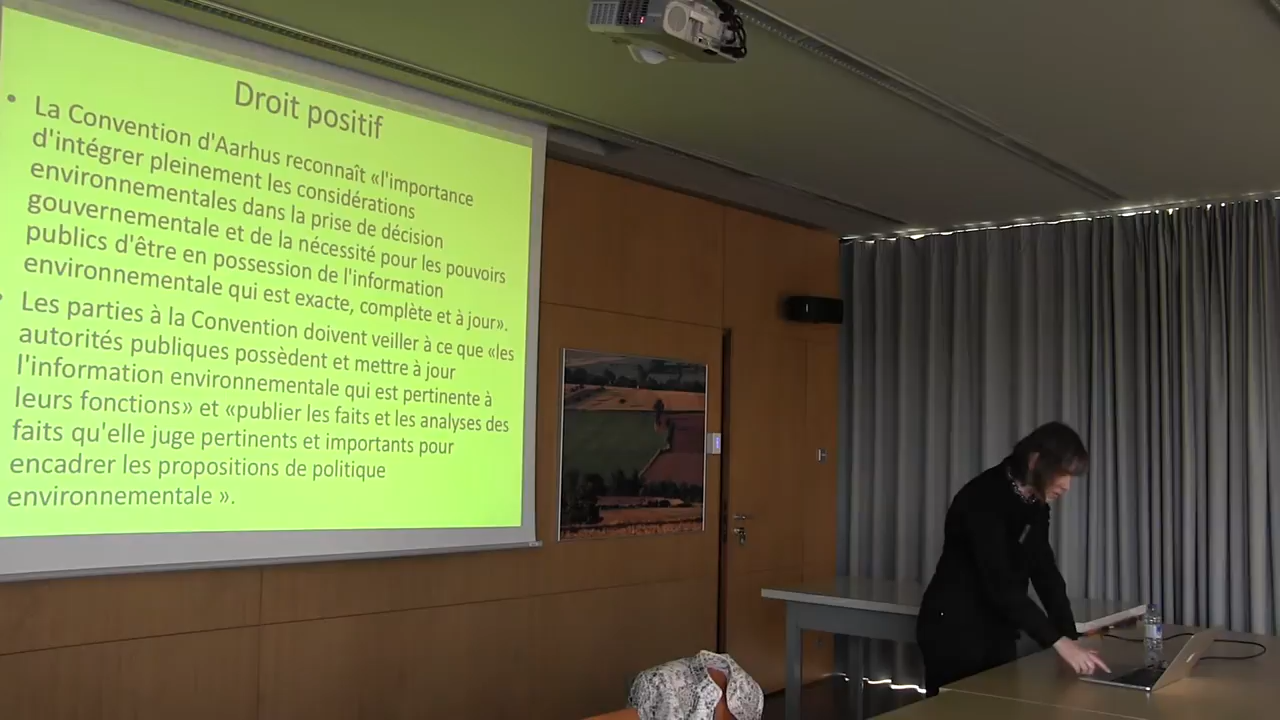 Droit positif
• La Convention d'Aarhus reconnaît «l'importance
d'intégrer pleinement les considérations
environnementales dans la prise de décision
gouvernementale et de la nécessité pour les pouvoirs
publics d'être en possession de l'information
environnementale qui est exacte, complète et à jour».
• Les parties à la Convention doivent veiller à ce que «les
autorités publiques possèdent et mettre à jour
l'information environnementale qui est pertinente à
leurs fonctions» et «publier les faits et les analyses des
faits qu'elle juge pertinents et importants pour
encadrer les propositions de politique
environnementale ».